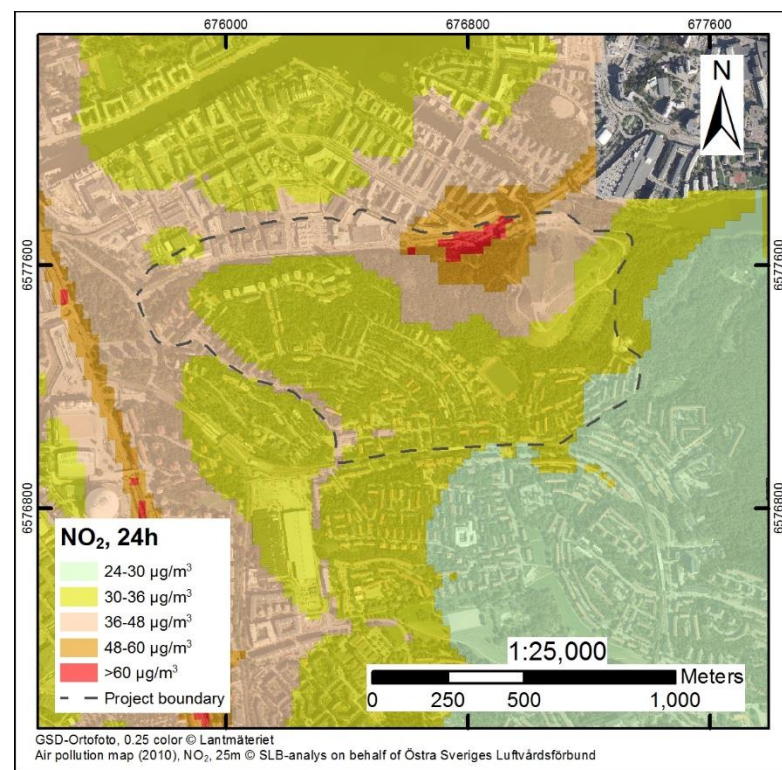 676000 676800 677600
N
6577600 6577600
6576800 6576800
NO₂, 24h
24-30 µg/m³
30-36 µg/m³
36-48 µg/m³
48-60 µg/m³
>60 µg/m³
Project boundary
1:25,000
Meters
0 250 500 1,000
676000 676800 677600
GSD-Ortofoto, 0.25 color © Lantmäteriet
Air pollution map (2010), NO₂, 25m © SLB-analys on behalf of Östra Sveriges Luftvårdsförbund